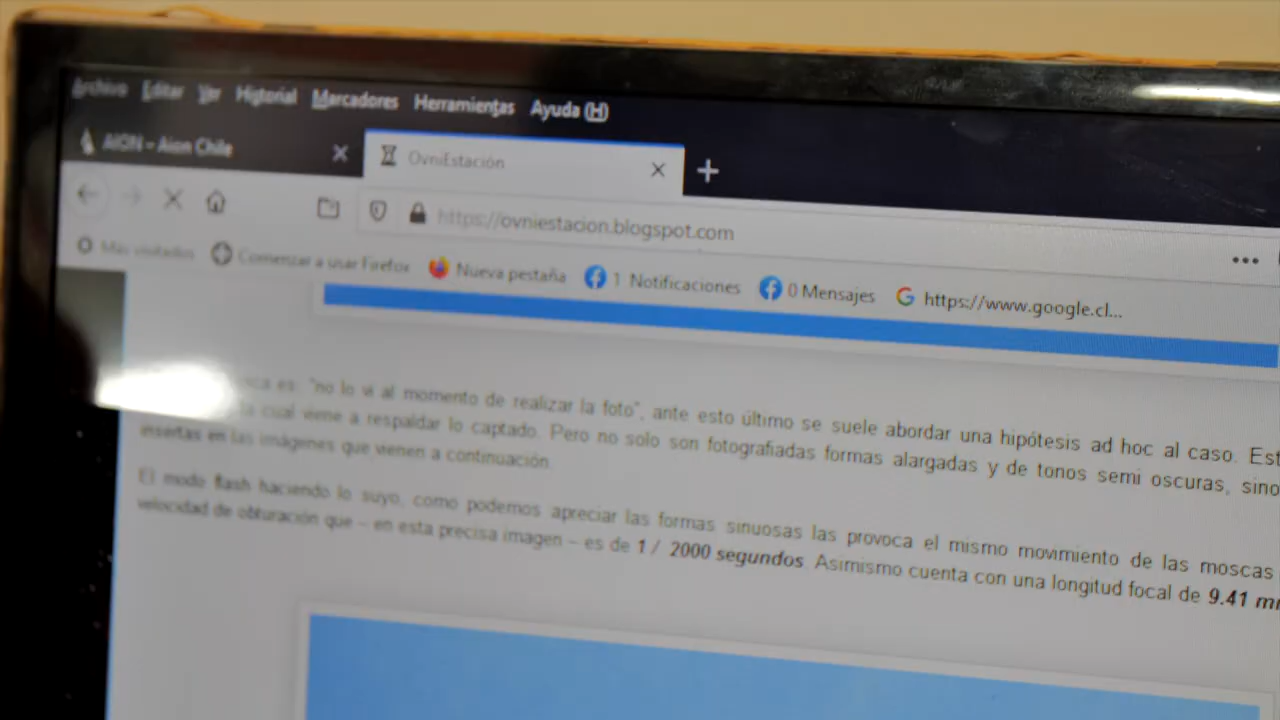 Archivo Editar Ver Historial Marcadores Herramientas Ayuda (H)
AION – Aion Chile
OvniEstación
https://ovniestacion.blogspot.com
Más visitados Comenzar a usar Firefox Nueva pestaña 1 Notificaciones 0 Mensajes https://www.google.cl...
es: "no lo vi al momento de realizar la foto", ante esto último se suele abordar una hipótesis ad hoc al caso. Est
la cual viene a respaldar lo captado. Pero no solo son fotografiadas formas alargadas y de tonos semi oscuras, sino
insertas en las imágenes que vienen a continuación.
El modo flash haciendo lo suyo, como podemos apreciar las formas sinuosas las provoca el mismo movimiento de las moscas
velocidad de obturación que – en esta precisa imagen – es de 1 / 2000 segundos. Asimismo cuenta con una longitud focal de 9.41 mm